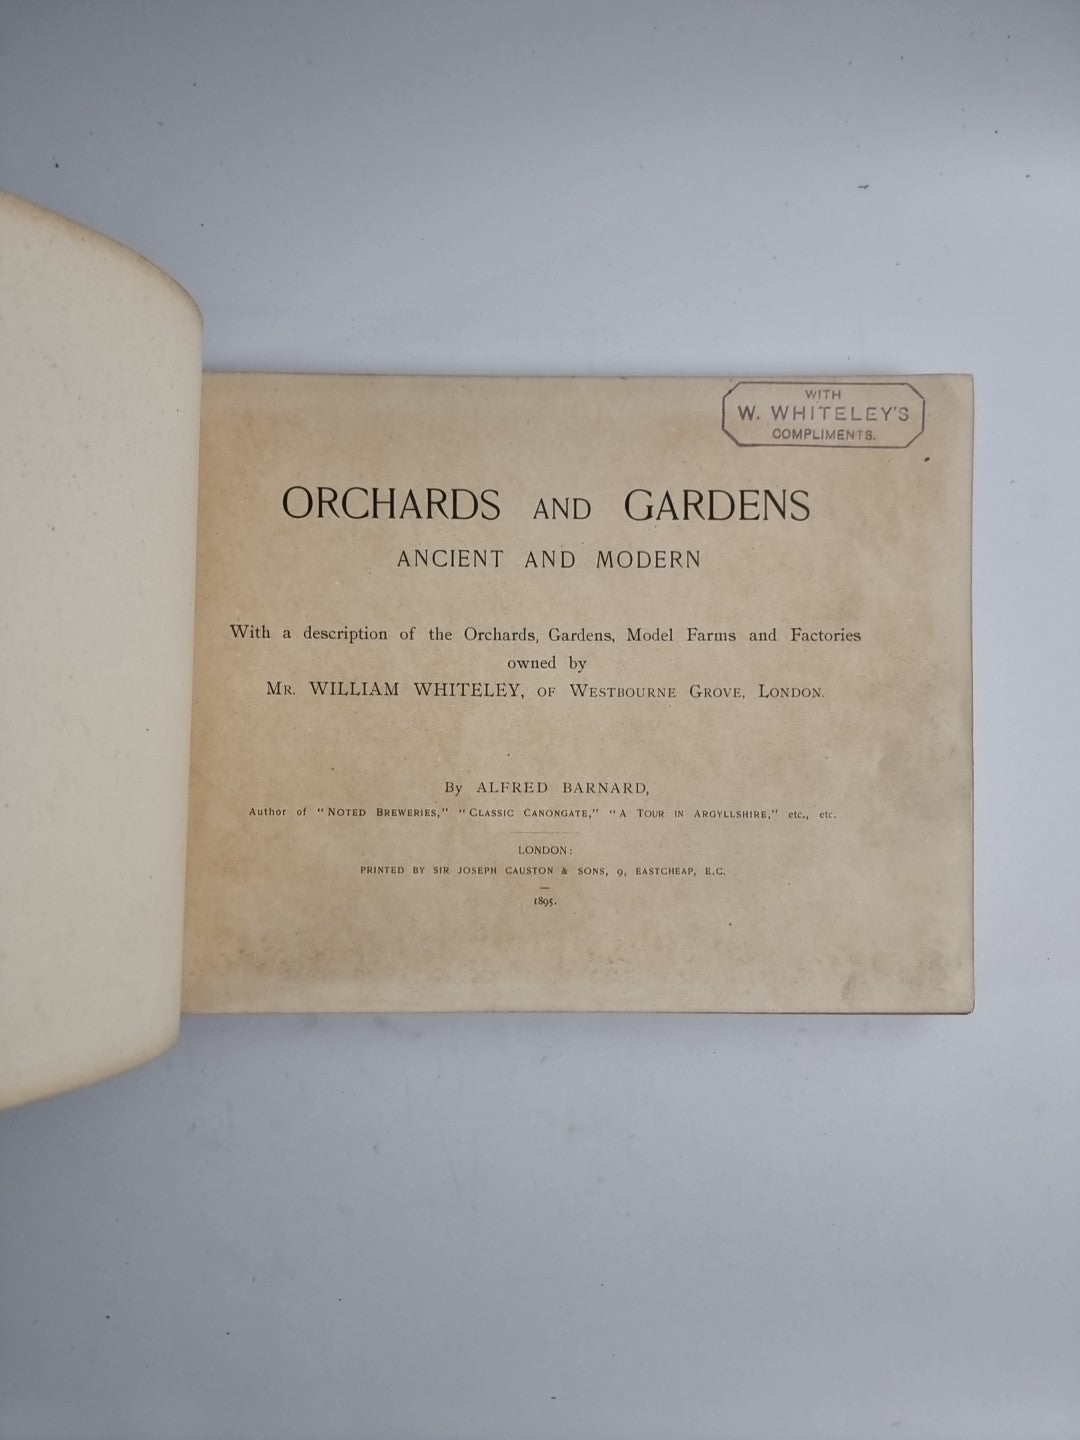 WITH
W. WHITELEY'S
COMPLIMENTS.
ORCHARDS AND GARDENS
ANCIENT AND MODERN
With a description of the Orchards, Gardens, Model Farms and Factories
owned by
MR. WILLIAM WHITELEY, OF WESTBOURNE GROVE, LONDON.
By ALFRED BARNARD,
Author of "NOTED BREWERIES," "CLASSIC CANONGATE," "A TOUR IN ARGYLLSHIRE," etc., etc.
LONDON:
PRINTED BY SIR JOSEPH CAUSTON & SONS, 9, EASTCHEAP, E.C.
1895.